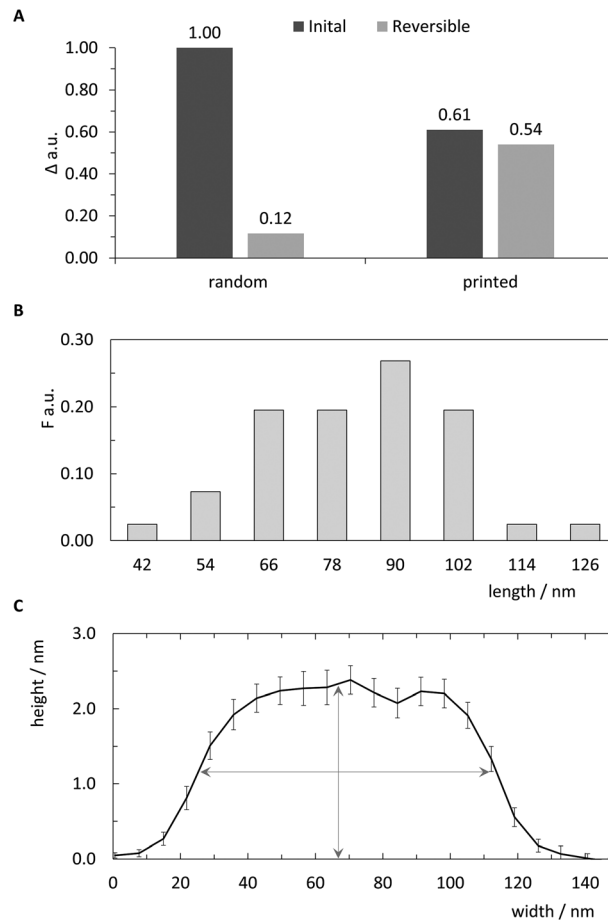 A
Inital Reversible
1.00
1.00
0.80
0.61
0.60
0.54
0.40
0.20
0.12
0.00
Δ a.u.
random printed
B
0.30
0.20
0.10
0.00
F a.u.
42 54 66 78 90 102 114 126
length / nm
C
3.0
2.0
1.0
0.0
height / nm
0 20 40 60 80 100 120 140
width / nm